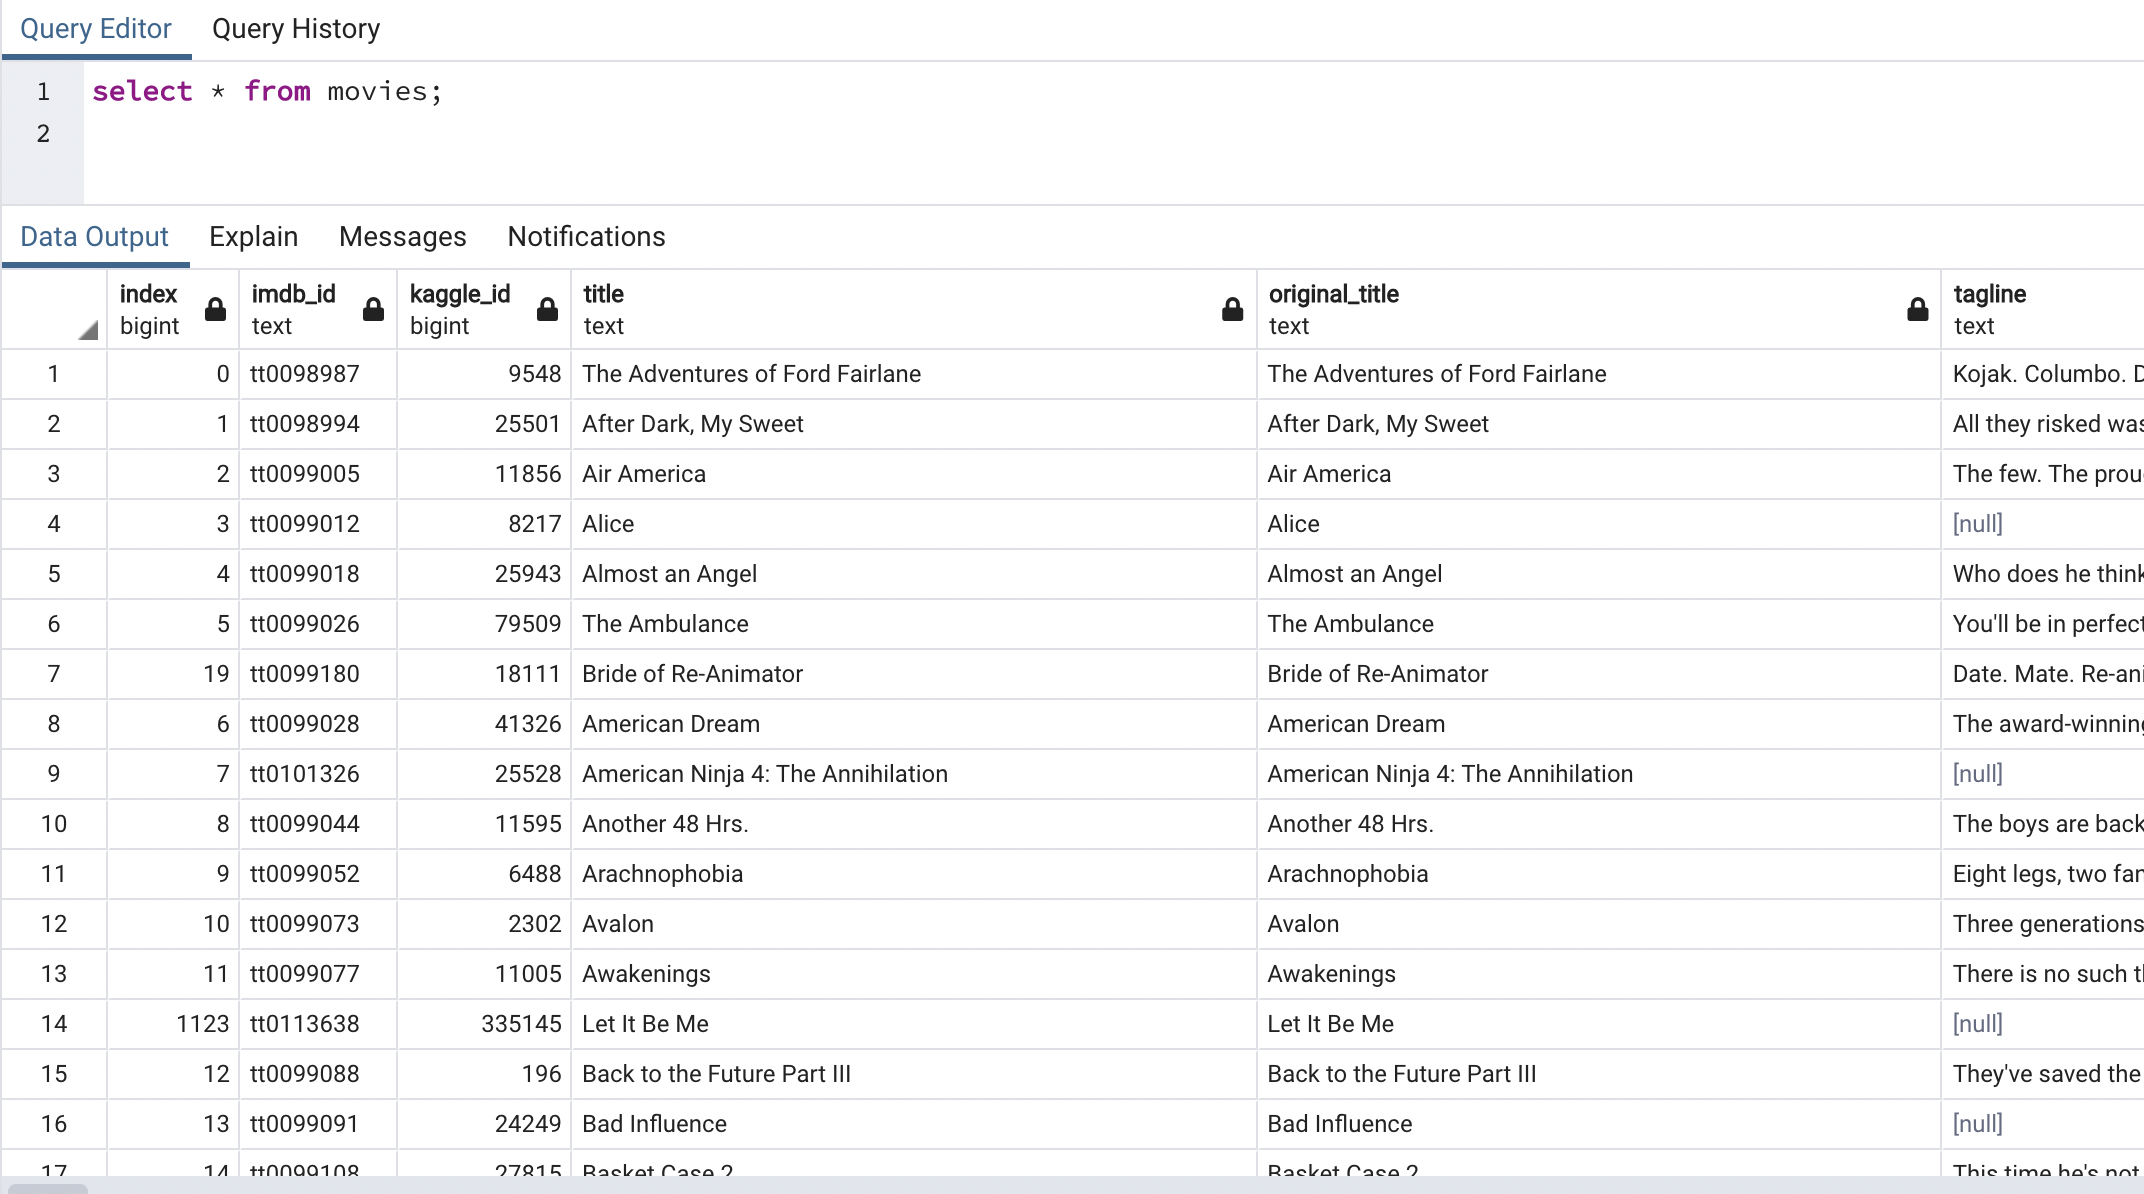 Query Editor Query History
1 select * from movies;
2
Data Output Explain Messages Notifications
index imdb_id kaggle_id title original_title tagline
bigint text bigint text text text
1 0 tt0098987 9548 The Adventures of Ford Fairlane The Adventures of Ford Fairlane Kojak. Columbo. D
2 1 tt0098994 25501 After Dark, My Sweet After Dark, My Sweet All they risked was
3 2 tt0099005 11856 Air America Air America The few. The prou
4 3 tt0099012 8217 Alice Alice [null]
5 4 tt0099018 25943 Almost an Angel Almost an Angel Who does he think
6 5 tt0099026 79509 The Ambulance The Ambulance You'll be in perfect
7 19 tt0099180 18111 Bride of Re-Animator Bride of Re-Animator Date. Mate. Re-ani
8 6 tt0099028 41326 American Dream American Dream The award-winning
9 7 tt0101326 25528 American Ninja 4: The Annihilation American Ninja 4: The Annihilation [null]
10 8 tt0099044 11595 Another 48 Hrs. Another 48 Hrs. The boys are back
11 9 tt0099052 6488 Arachnophobia Arachnophobia Eight legs, two fan
12 10 tt0099073 2302 Avalon Avalon Three generations
13 11 tt0099077 11005 Awakenings Awakenings There is no such t
14 1123 tt0113638 335145 Let It Be Me Let It Be Me [null]
15 12 tt0099088 196 Back to the Future Part III Back to the Future Part III They've saved the
16 13 tt0099091 24249 Bad Influence Bad Influence [null]
17 14 tt0099108 27815 Basket Case 2 Basket Case 2 This time he's not